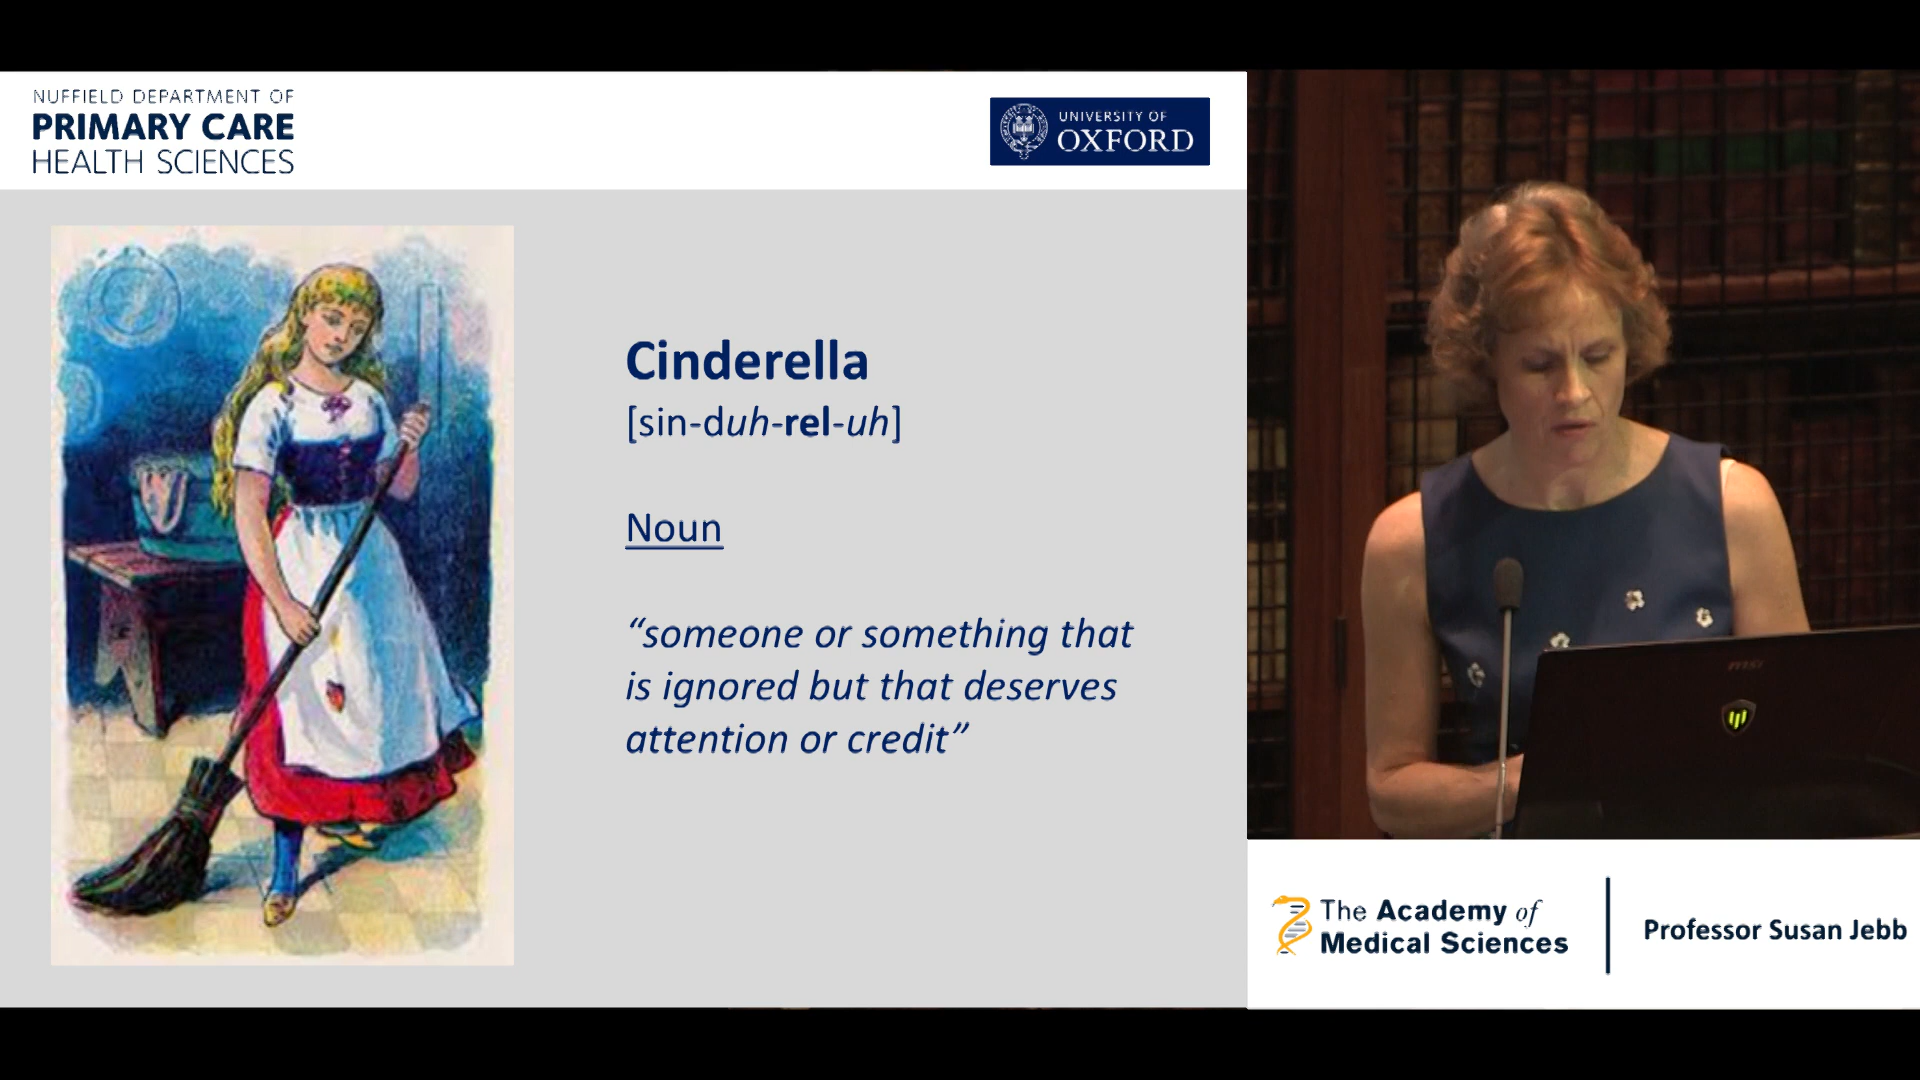 NUFFIELD DEPARTMENT OF
PRIMARY CARE
HEALTH SCIENCES
UNIVERSITY OF
OXFORD
Cinderella
[sin-duh-rel-uh]
Noun
“someone or something that
is ignored but that deserves
attention or credit”
msi
The Academy of
Medical Sciences
Professor Susan Jebb